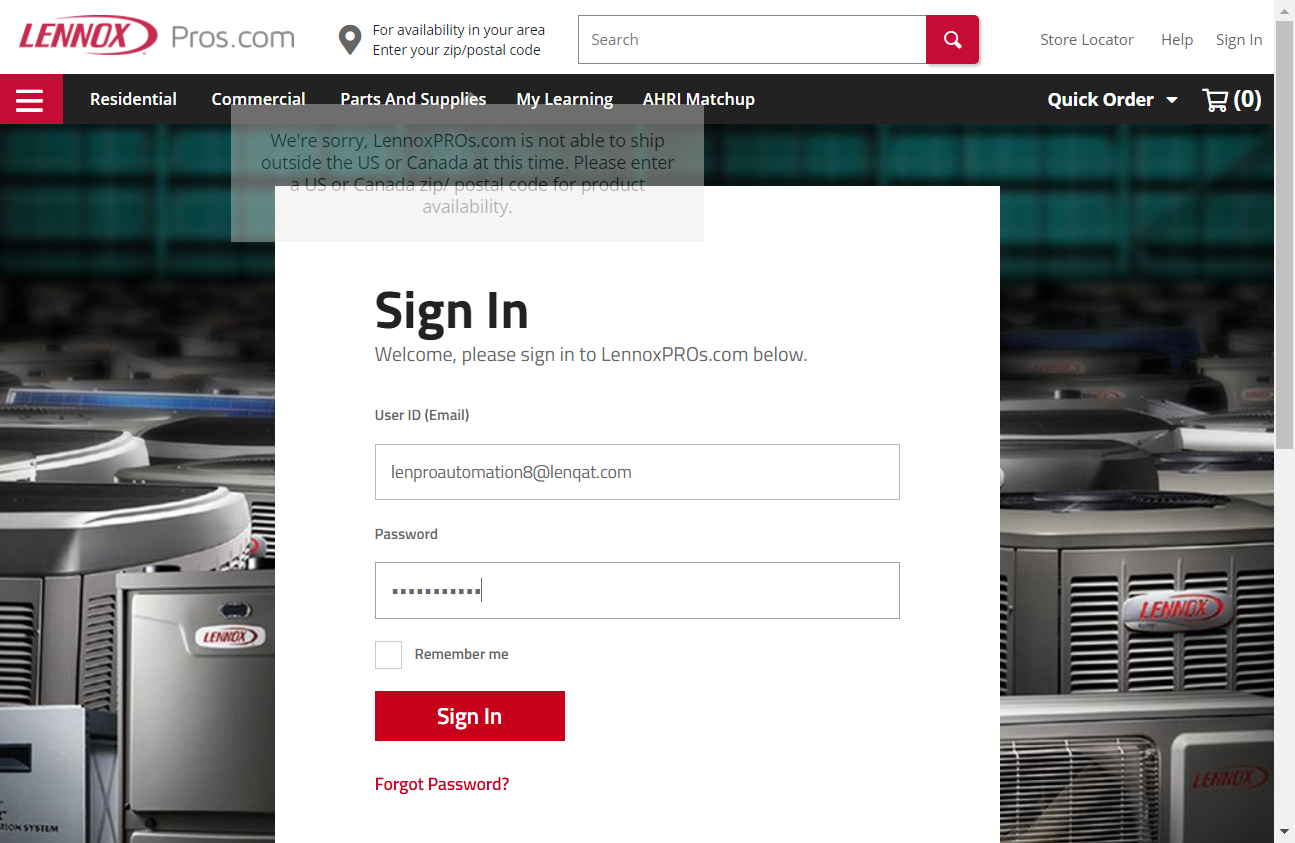 LENNOX Pros.com
For availability in your area
Enter your zip/postal code
Search
Store Locator
Help
Sign In
Residential
Commercial
Parts And Supplies
My Learning
AHRI Matchup
Quick Order
(0)
We're sorry, LennoxPROs.com is not able to ship
outside the US or Canada at this time. Please enter
a US or Canada zip/ postal code for product
availability.
Sign In
Welcome, please sign in to LennoxPROs.com below.
User ID (Email)
lenproautomation8@lenqat.com
Password
Remember me
Sign In
Forgot Password?
LENNOX
LENNOX
LENNOX